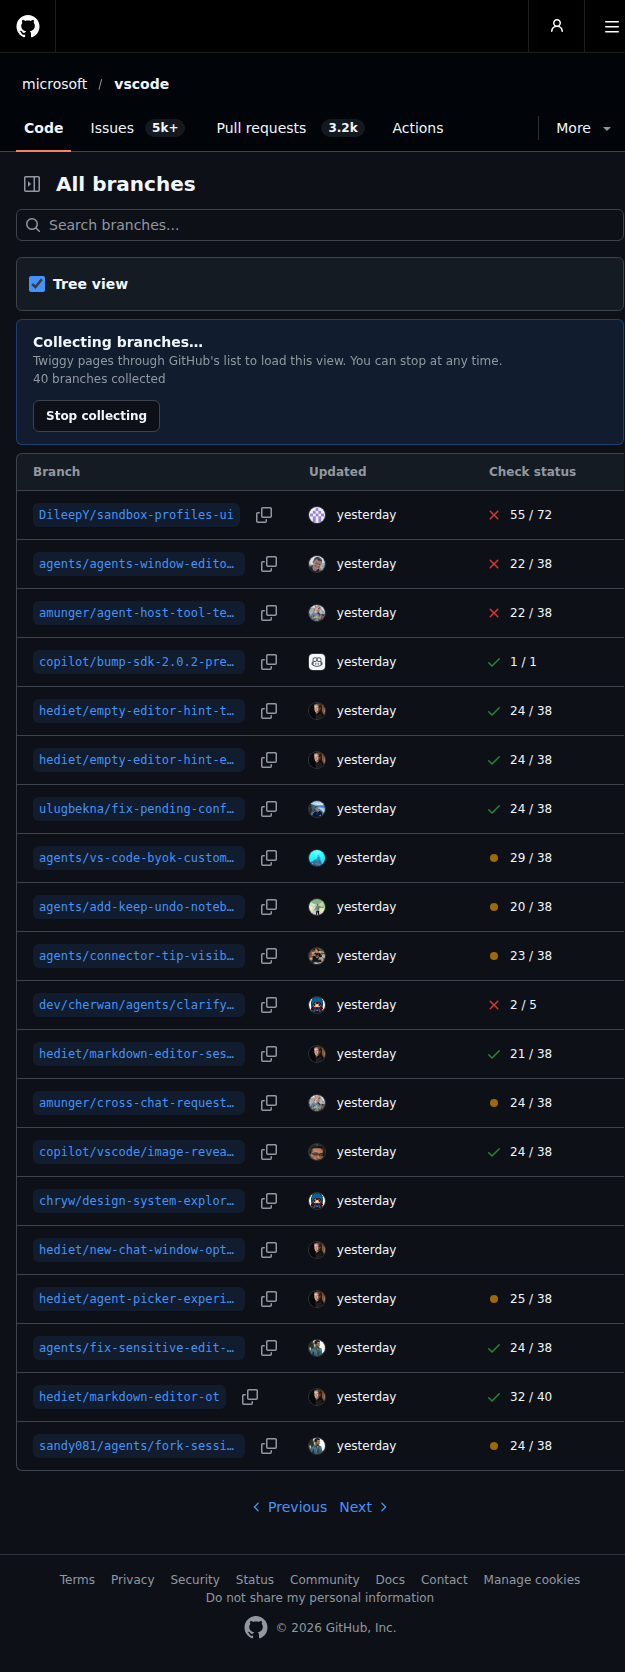 microsoft / vscode
Code Issues 5k+ Pull requests 3.2k Actions More
All branches
Search branches...
Tree view
Collecting branches…
Twiggy pages through GitHub's list to load this view. You can stop at any time.
40 branches collected
Stop collecting
Branch Updated Check status
DileepY/sandbox-profiles-ui yesterday 55 / 72
agents/agents-window-edito… yesterday 22 / 38
amunger/agent-host-tool-te… yesterday 22 / 38
copilot/bump-sdk-2.0.2-pre… yesterday 1 / 1
hediet/empty-editor-hint-t… yesterday 24 / 38
hediet/empty-editor-hint-e… yesterday 24 / 38
ulugbekna/fix-pending-conf… yesterday 24 / 38
agents/vs-code-byok-custom… yesterday 29 / 38
agents/add-keep-undo-noteb… yesterday 20 / 38
agents/connector-tip-visib… yesterday 23 / 38
dev/cherwan/agents/clarify… yesterday 2 / 5
hediet/markdown-editor-ses… yesterday 21 / 38
amunger/cross-chat-request… yesterday 24 / 38
copilot/vscode/image-revea… yesterday 24 / 38
chryw/design-system-explor… yesterday
hediet/new-chat-window-opt… yesterday
hediet/agent-picker-experi… yesterday 25 / 38
agents/fix-sensitive-edit-… yesterday 24 / 38
hediet/markdown-editor-ot yesterday 32 / 40
sandy081/agents/fork-sessi… yesterday 24 / 38
Previous Next
Terms Privacy Security Status Community Docs Contact Manage cookies
Do not share my personal information
© 2026 GitHub, Inc.